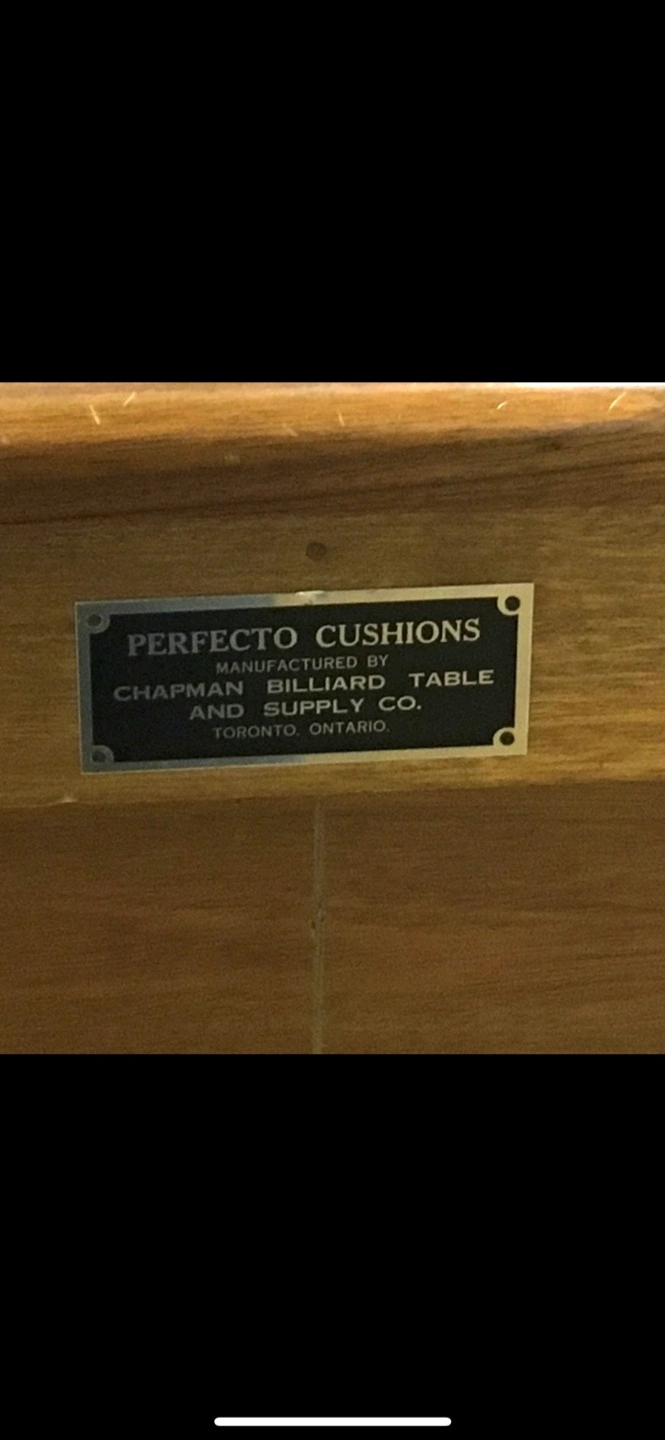 PERFECTO CUSHIONS
MANUFACTURED BY
CHAPMAN BILLIARD TABLE
AND SUPPLY CO.
TORONTO. ONTARIO.